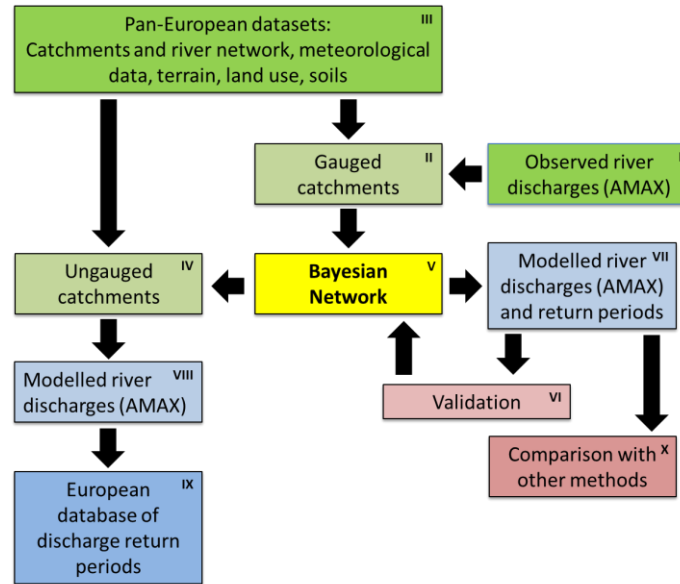 Pan-European datasets: III
Catchments and river network, meteorological
data, terrain, land use, soils
Gauged II
catchments
Observed river I
discharges (AMAX)
Ungauged IV
catchments
Bayesian V
Network
Modelled river VII
discharges (AMAX)
and return periods
Modelled river VIII
discharges (AMAX)
Validation VI
European IX
database of
discharge return
periods
Comparison with X
other methods